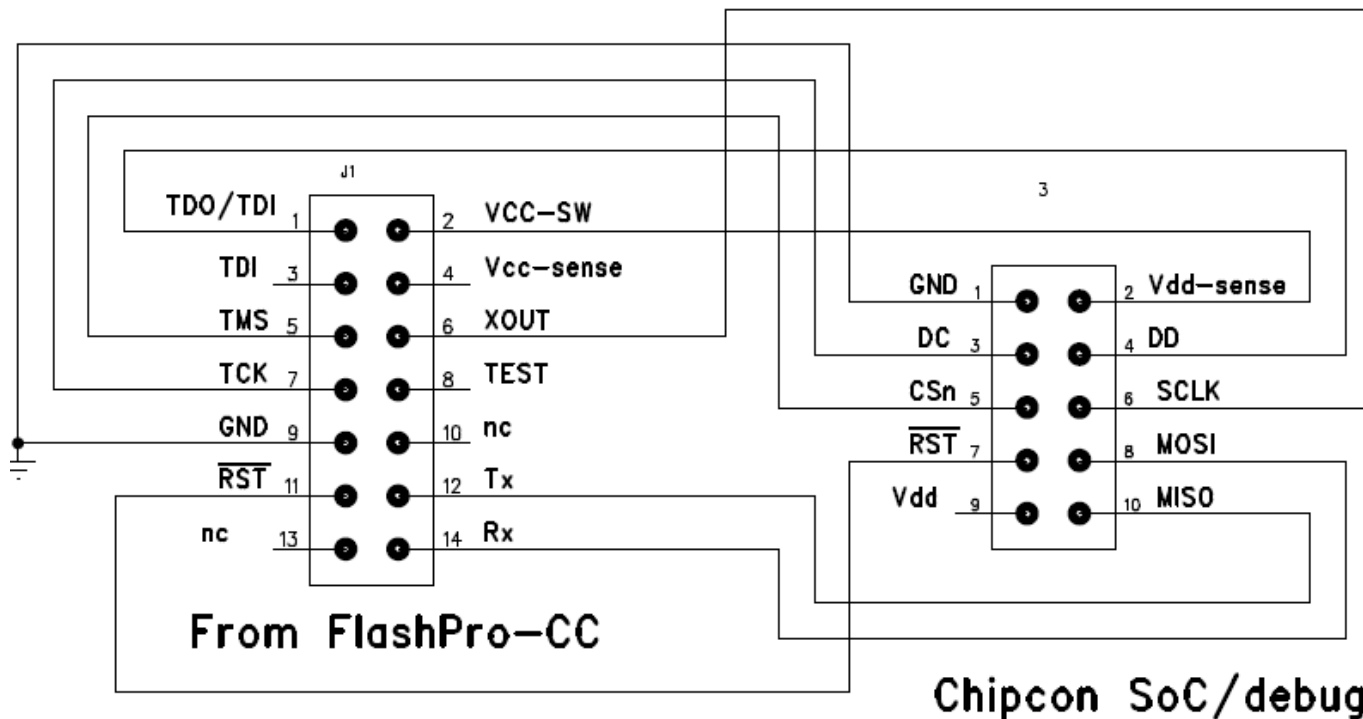 J1
TDO/TDI 1 2 VCC-SW
TDI 3 4 Vcc-sense
TMS 5 6 XOUT
TCK 7 8 TEST
GND 9 10 nc
RST 11 12 Tx
nc 13 14 Rx
From FlashPro-CC
3
GND 1 2 Vdd-sense
DC 3 4 DD
CSn 5 6 SCLK
RST 7 8 MOSI
Vdd 9 10 MISO
Chipcon SoC/debug